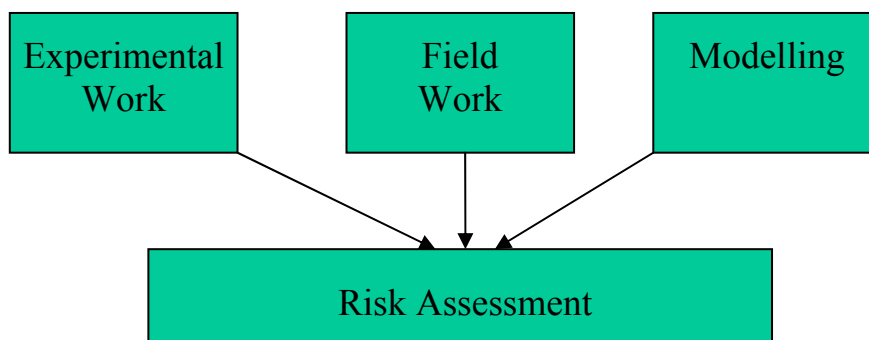 Experimental
Work
Field
Work
Modelling
Risk Assessment